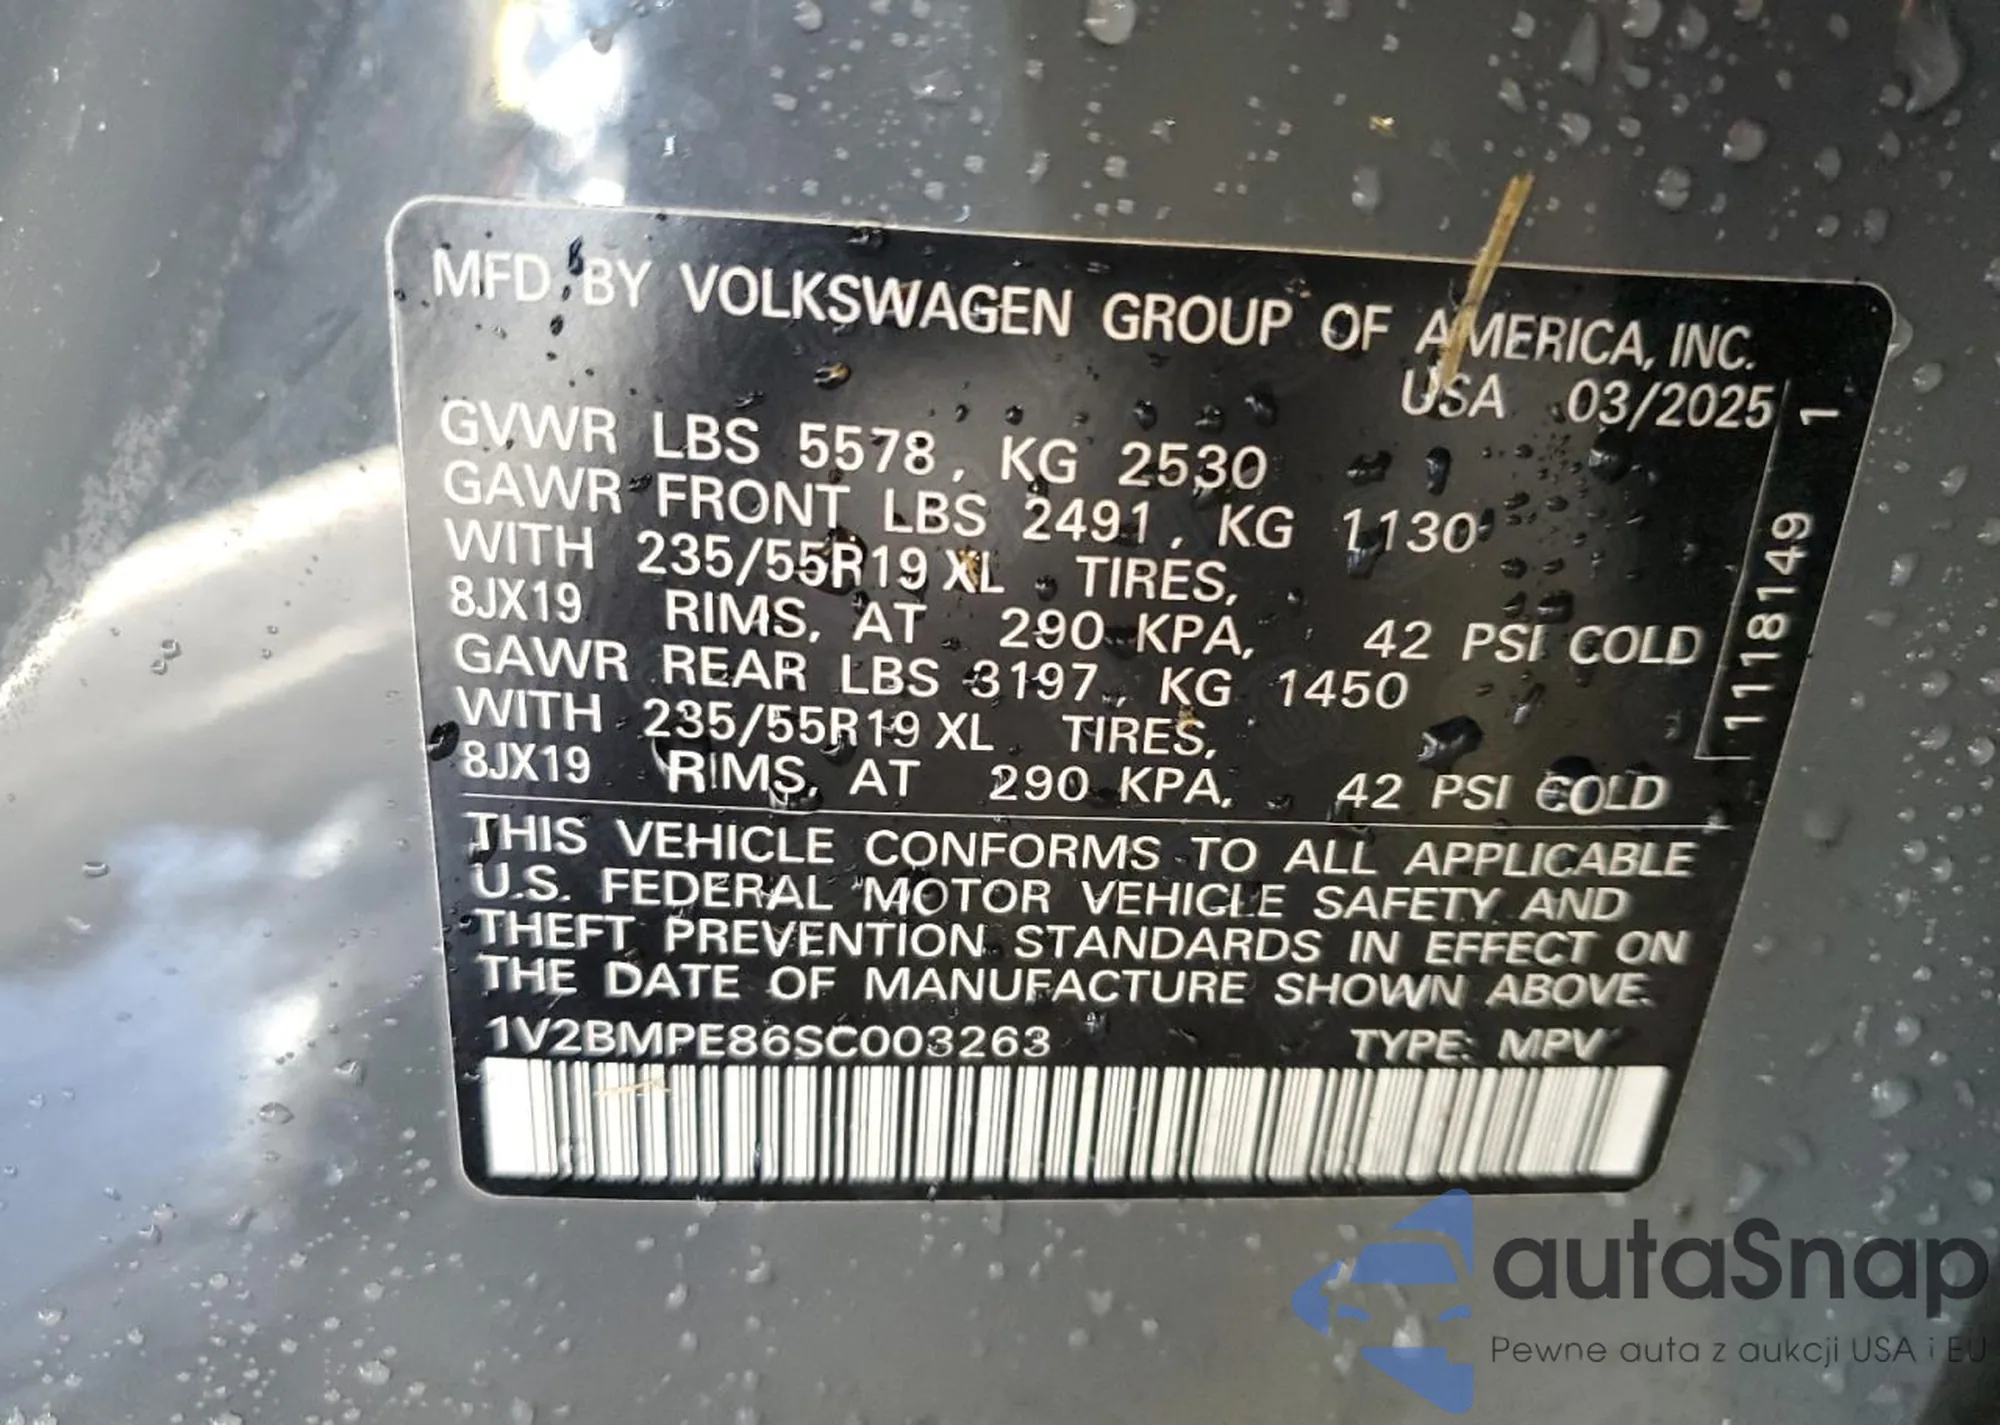 MFD BY VOLKSWAGEN GROUP OF AMERICA, INC.
USA 03/2025
GVWR LBS 5578, KG 2530
GAWR FRONT LBS 2491, KG 1130
WITH 235/55R19 XL TIRES,
8JX19 RIMS, AT 290 KPA, 42 PSI COLD
GAWR REAR LBS 3197, KG 1450
WITH 235/55R19 XL TIRES,
8JX19 RIMS, AT 290 KPA, 42 PSI COLD
1118149 1
THIS VEHICLE CONFORMS TO ALL APPLICABLE
U.S. FEDERAL MOTOR VEHICLE SAFETY AND
THEFT PREVENTION STANDARDS IN EFFECT ON
THE DATE OF MANUFACTURE SHOWN ABOVE.
1V2BMPE86SC003263 TYPE: MPV
autaSnap
Pewne auta z aukcji USA i EU